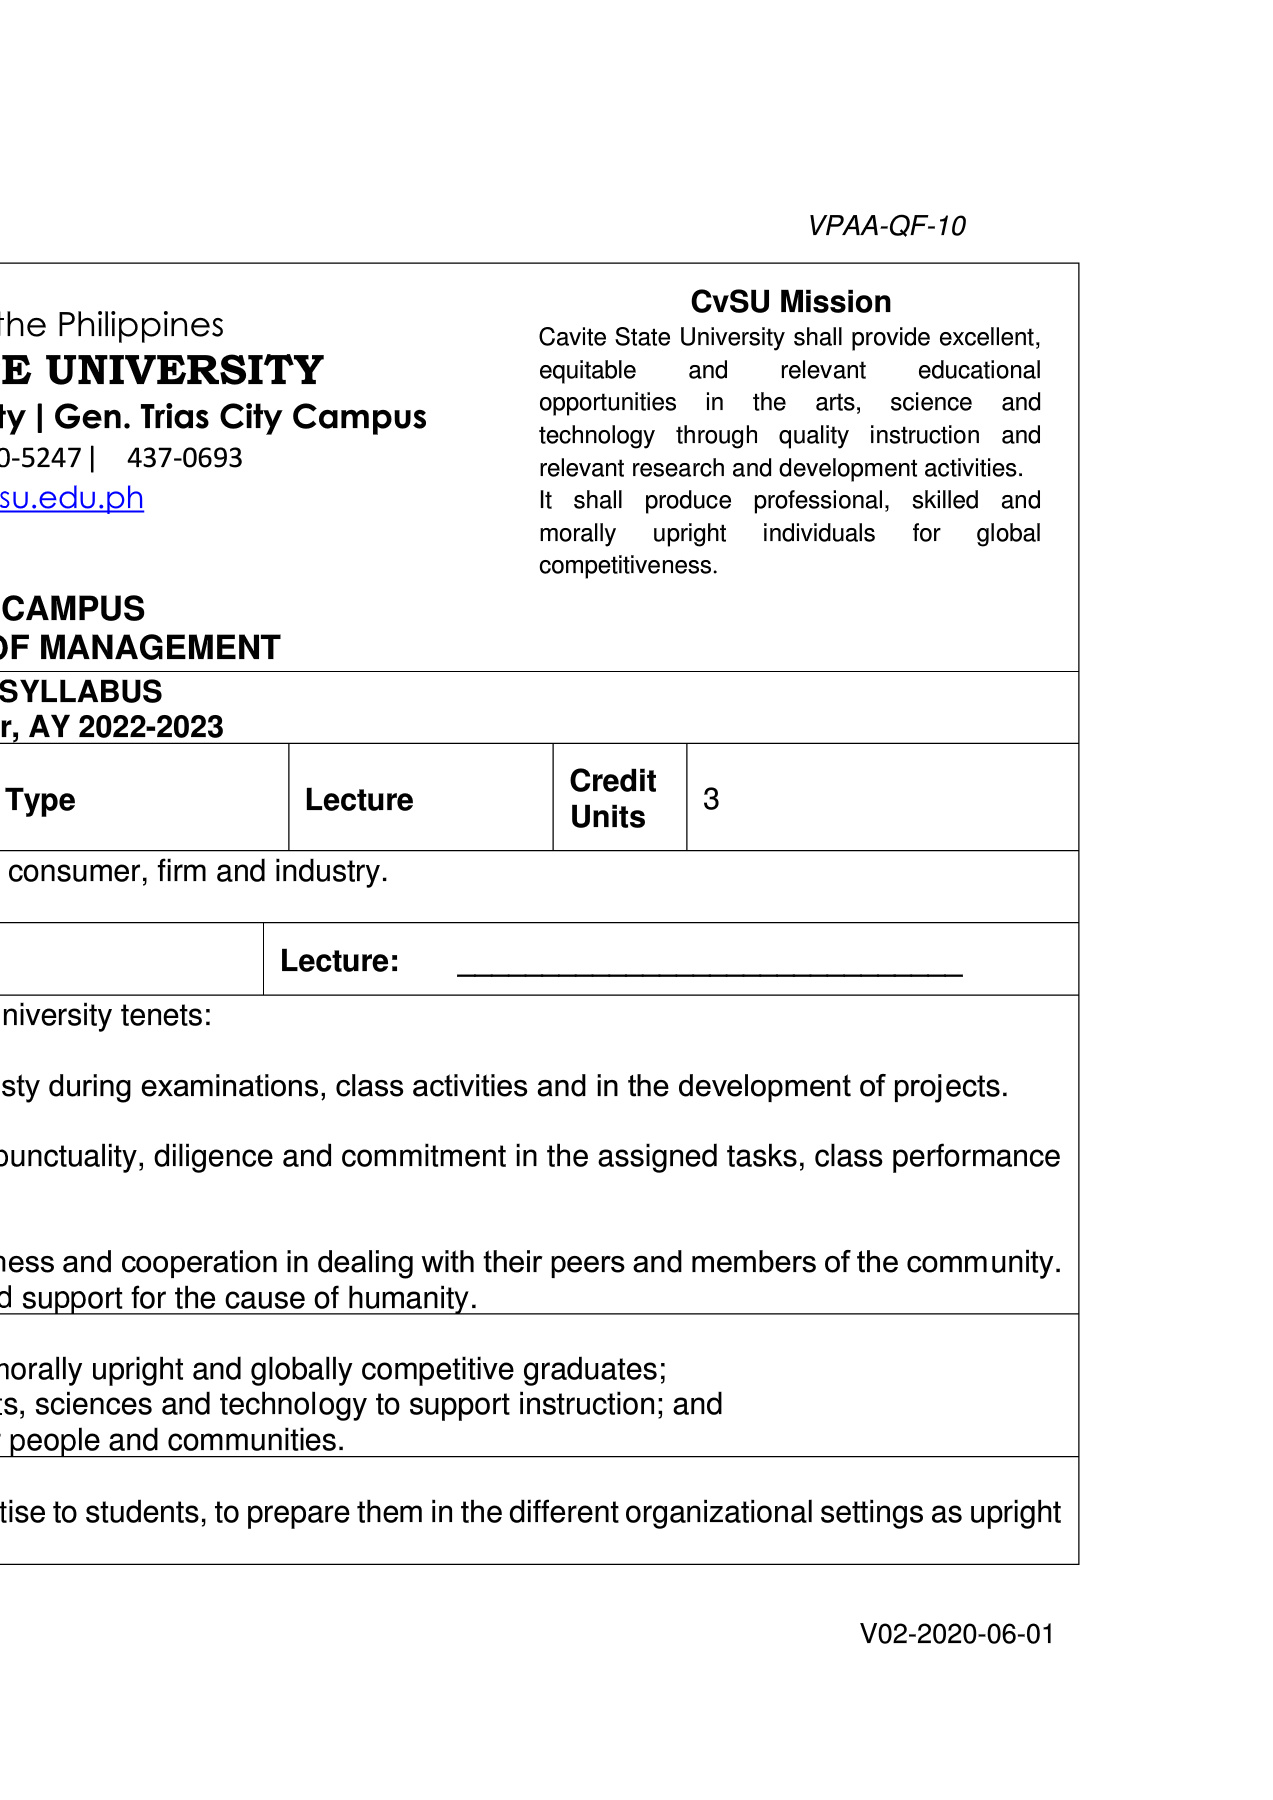 VPAA-QF-10
the Philippines
E UNIVERSITY
ty | Gen. Trias City Campus
0-5247 | 437-0693
su.edu.ph
CvSU Mission
Cavite State University shall provide excellent,
equitable and relevant educational
opportunities in the arts, science and
technology through quality instruction and
relevant research and development activities.
It shall produce professional, skilled and
morally upright individuals for global
competitiveness.
CAMPUS
OF MANAGEMENT
SYLLABUS
r, AY 2022-2023
Type Lecture Credit Units 3
consumer, firm and industry.
Lecture: ______________________________
niversity tenets:
sty during examinations, class activities and in the development of projects.
punctuality, diligence and commitment in the assigned tasks, class performance
ness and cooperation in dealing with their peers and members of the community.
d support for the cause of humanity.
morally upright and globally competitive graduates;
ts, sciences and technology to support instruction; and
r people and communities.
tise to students, to prepare them in the different organizational settings as upright
V02-2020-06-01